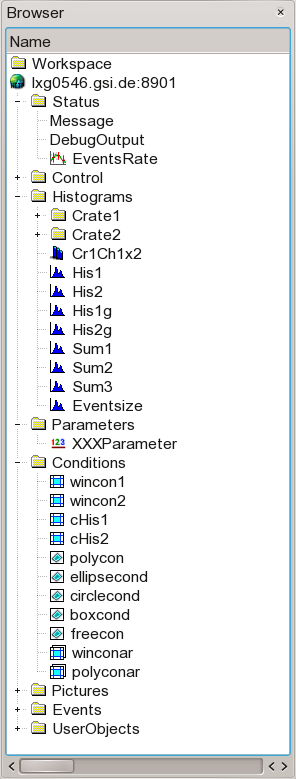 Browser
Name
Workspace
lxg0546.gsi.de:8901
Status
Message
DebugOutput
EventsRate
Control
Histograms
Crate1
Crate2
Cr1Ch1x2
His1
His2
His1g
His2g
Sum1
Sum2
Sum3
Eventsize
Parameters
123 XXXParameter
Conditions
wincon1
wincon2
cHis1
cHis2
polycon
ellipsecond
circlecond
boxcond
freecon
winconar
polyconar
Pictures
Events
UserObjects